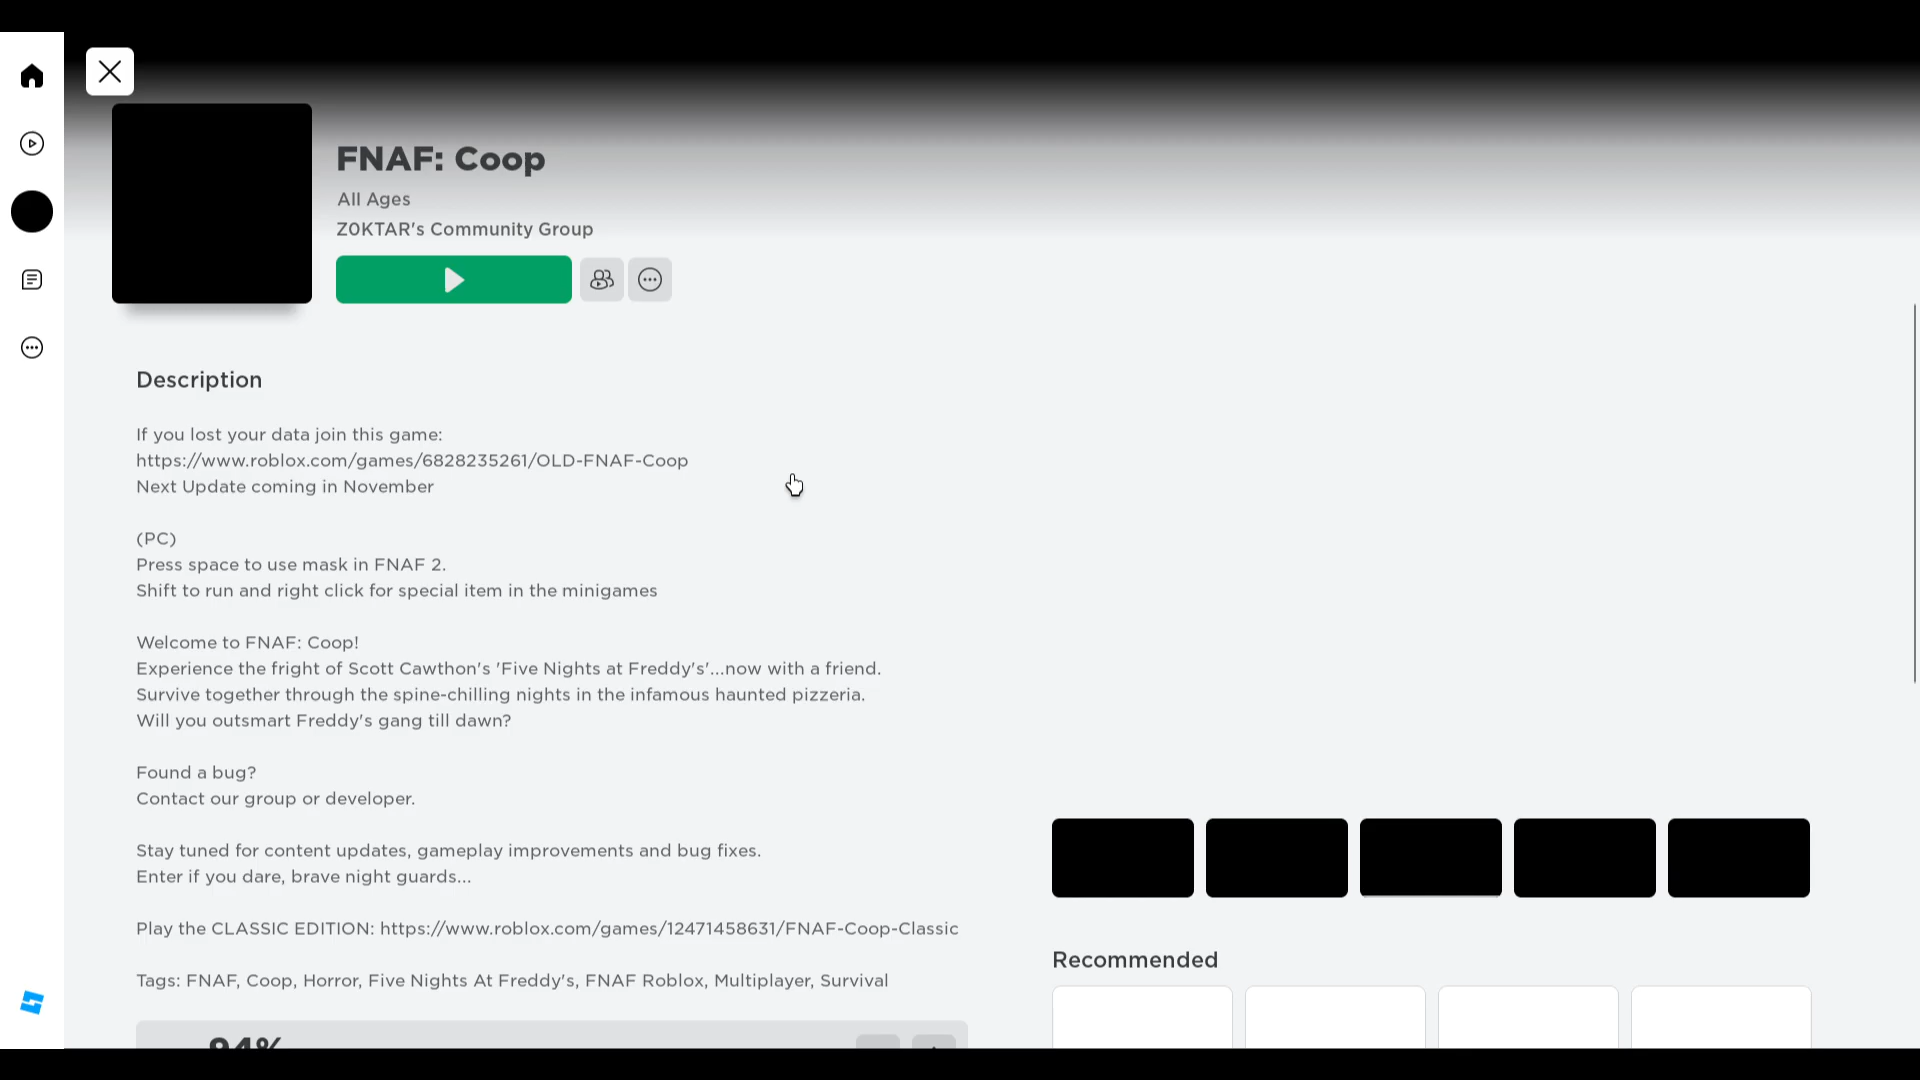 FNAF: Coop
All Ages
Z0KTAR's Community Group
Description
If you lost your data join this game:
https://www.roblox.com/games/6828235261/OLD-FNAF-Coop
Next Update coming in November
(PC)
Press space to use mask in FNAF 2.
Shift to run and right click for special item in the minigames
Welcome to FNAF: Coop!
Experience the fright of Scott Cawthon's 'Five Nights at Freddy's'...now with a friend.
Survive together through the spine-chilling nights in the infamous haunted pizzeria.
Will you outsmart Freddy's gang till dawn?
Found a bug?
Contact our group or developer.
Stay tuned for content updates, gameplay improvements and bug fixes.
Enter if you dare, brave night guards...
Play the CLASSIC EDITION: https://www.roblox.com/games/12471458631/FNAF-Coop-Classic
Tags: FNAF, Coop, Horror, Five Nights At Freddy's, FNAF Roblox, Multiplayer, Survival
94%
Recommended